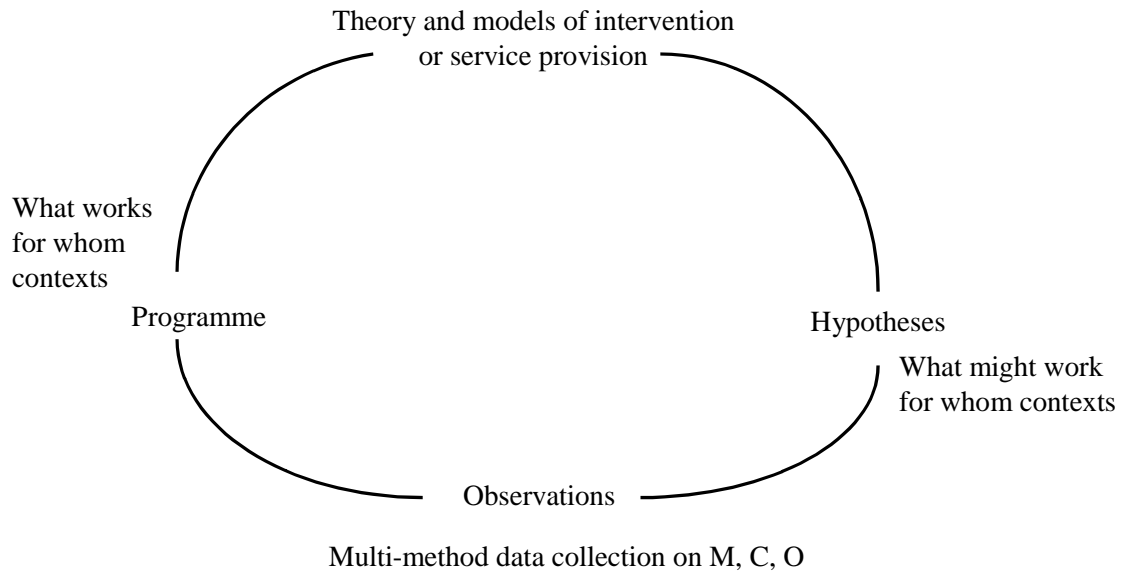 Theory and models of intervention
or service provision
What works
for whom
contexts
Programme
Hypotheses
What might work
for whom contexts
Observations
Multi-method data collection on M, C, O